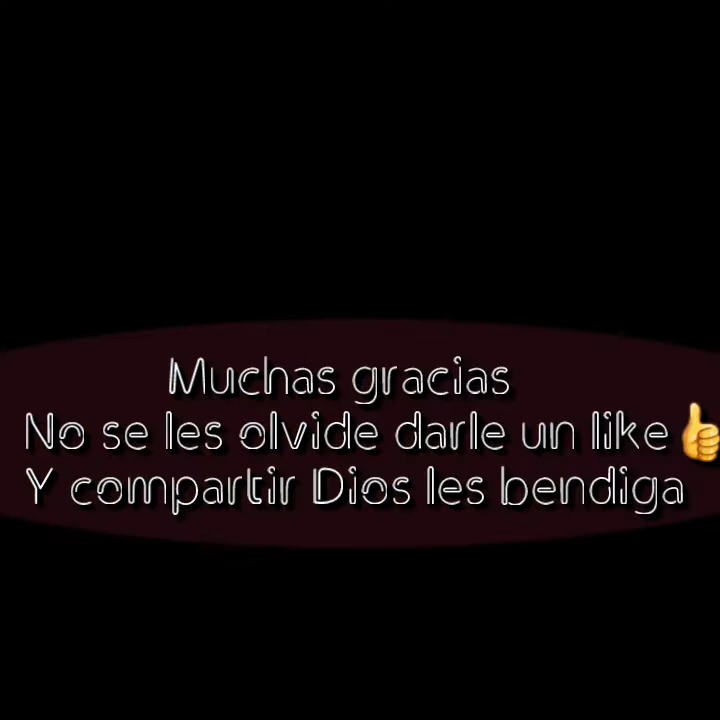 Muchas gracias
No se les olvide darle un like👍
Y compartir Dios les bendiga